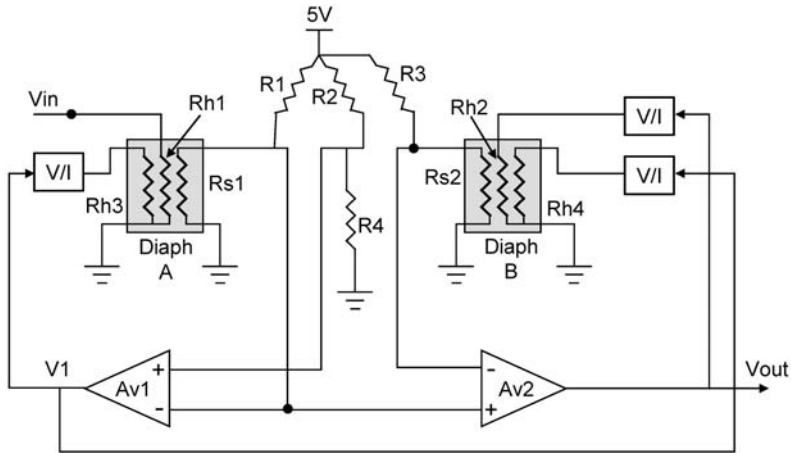 5V
R1
R2
R3
Vin
Rh1
Rh2
V/I
V/I
V/I
Rs1
Rs2
Rh3
Rh4
R4
Diaph
A
Diaph
B
V1
Av1
+
-
Av2
-
+
Vout